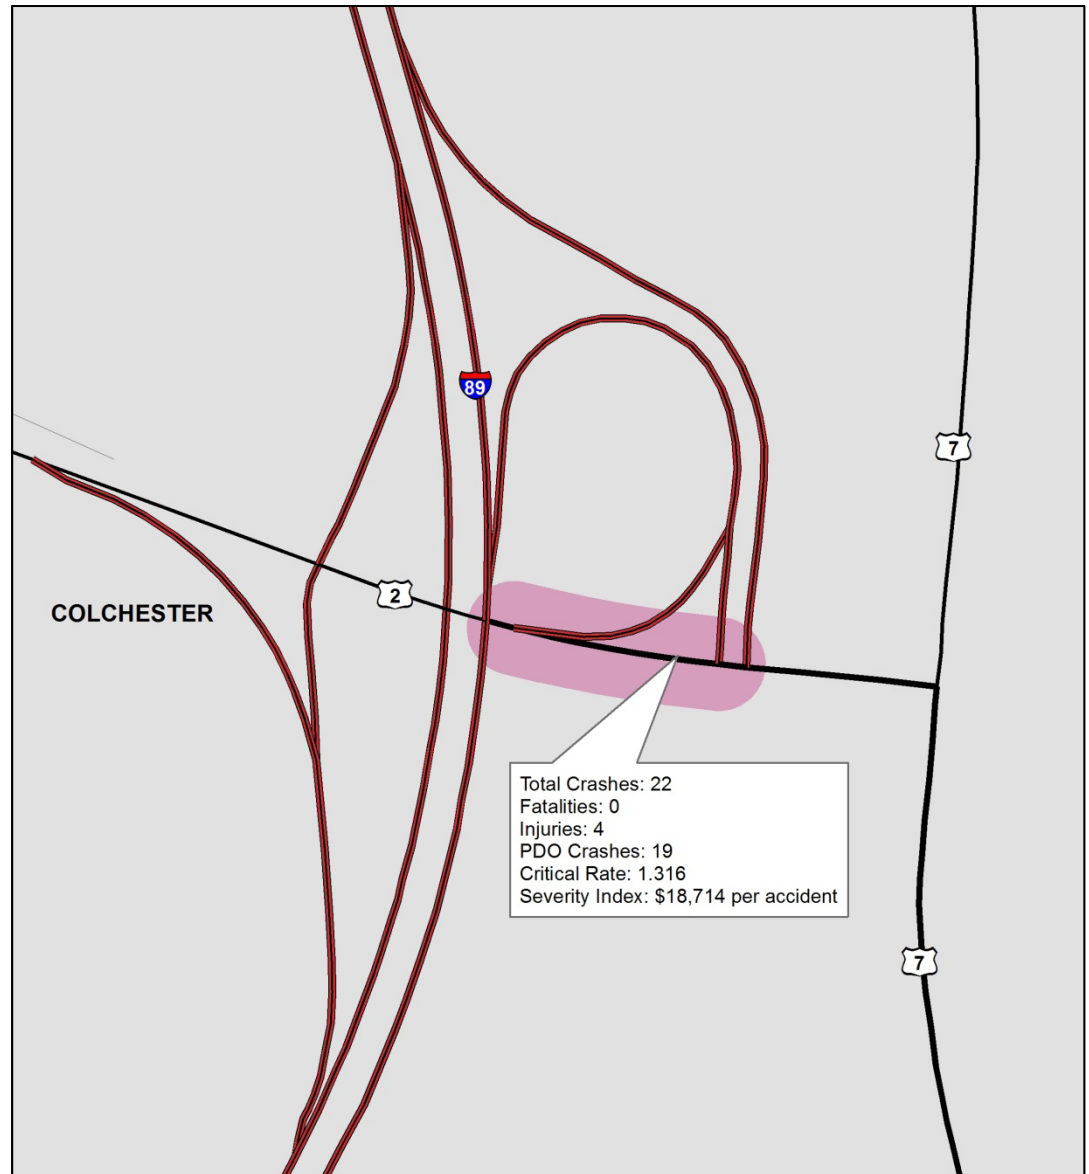 89
7
2
COLCHESTER
Total Crashes: 22
Fatalities: 0
Injuries: 4
PDO Crashes: 19
Critical Rate: 1.316
Severity Index: $18,714 per accident
7